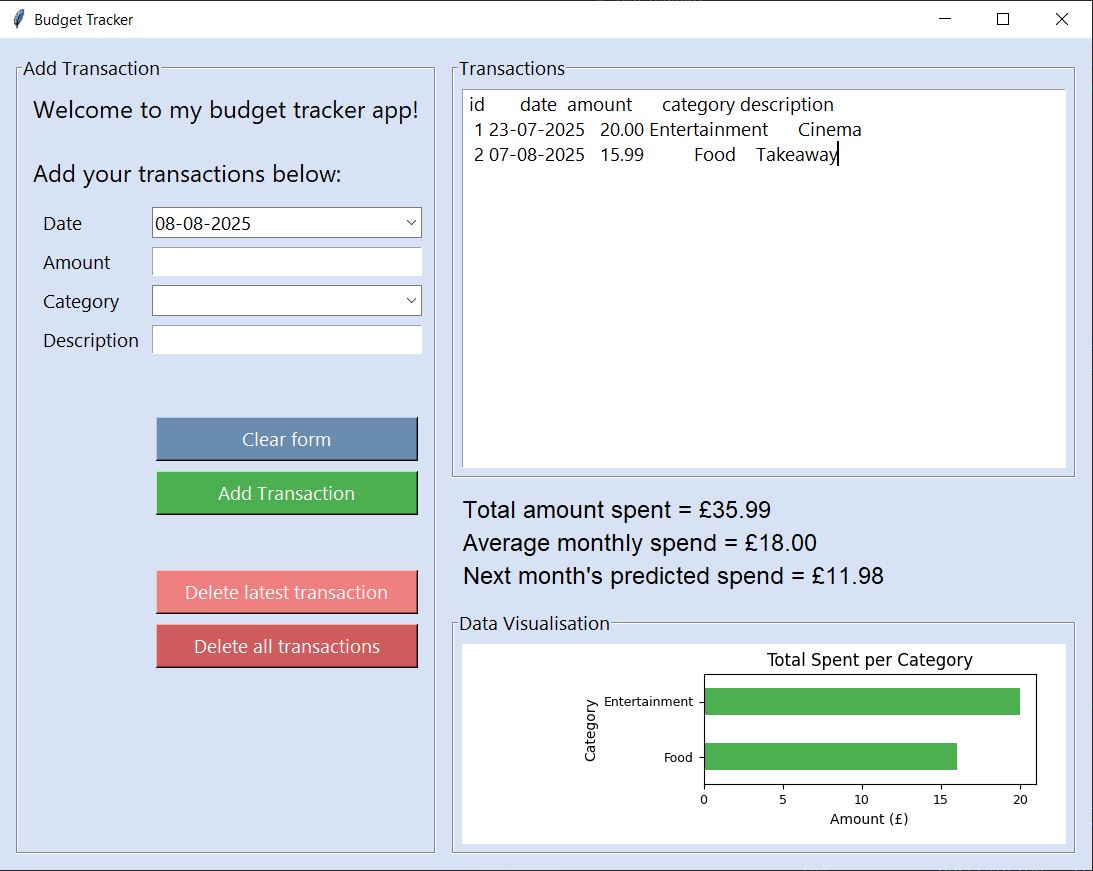 Budget Tracker
Add Transaction
Welcome to my budget tracker app!
Add your transactions below:
Date 08-08-2025
Amount
Category
Description
Clear form
Add Transaction
Delete latest transaction
Delete all transactions
Transactions
id date amount category description
1 23-07-2025 20.00 Entertainment Cinema
2 07-08-2025 15.99 Food Takeaway
Total amount spent = £35.99
Average monthly spend = £18.00
Next month's predicted spend = £11.98
Data Visualisation
Total Spent per Category
Category
Entertainment
Food
0 5 10 15 20
Amount (£)